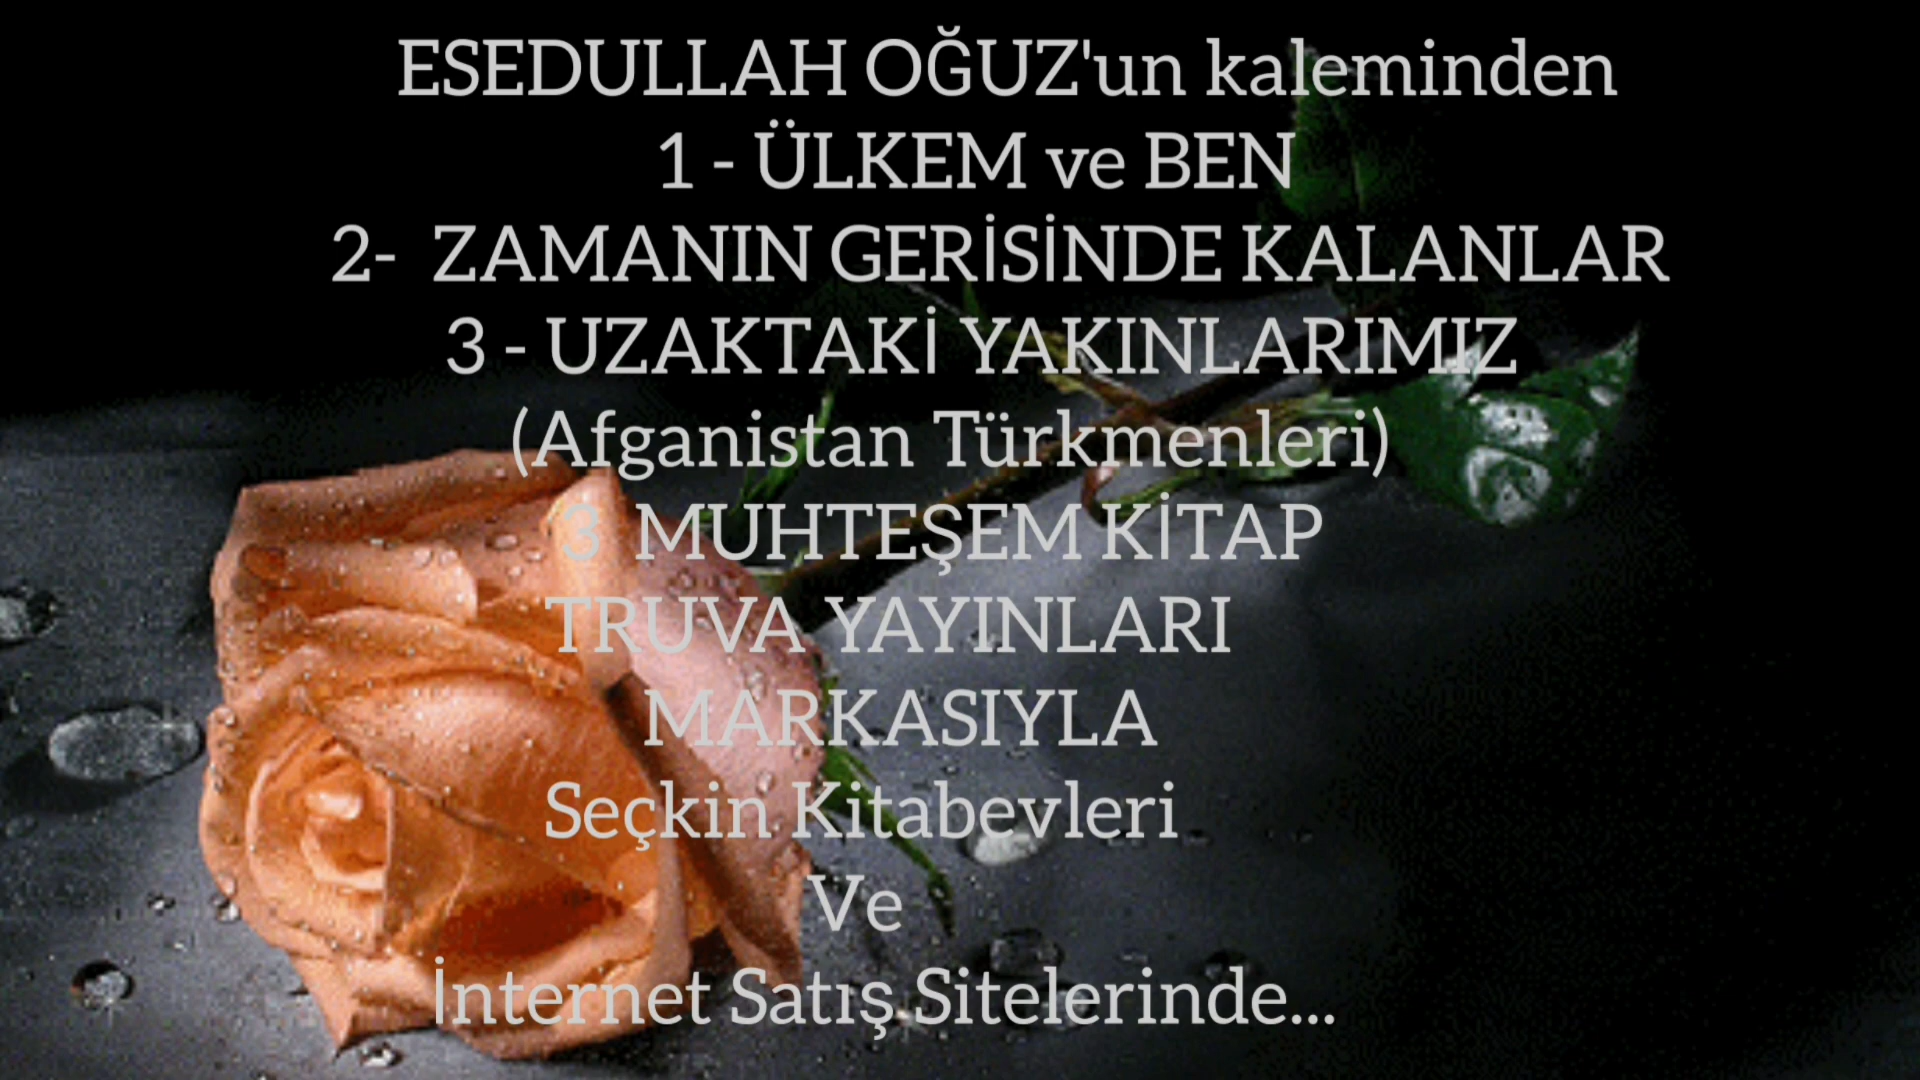 ESEDULLAH OĞUZ'un kaleminden
1 - ÜLKEM ve BEN
2- ZAMANIN GERİSİNDE KALANLAR
3 - UZAKTAKİ YAKINLARIMIZ
(Afganistan Türkmenleri)
3 MUHTEŞEM KİTAP
TRUVA YAYINLARI
MARKASIYLA
Seçkin Kitabevleri
Ve
İnternet Satış Sitelerinde...